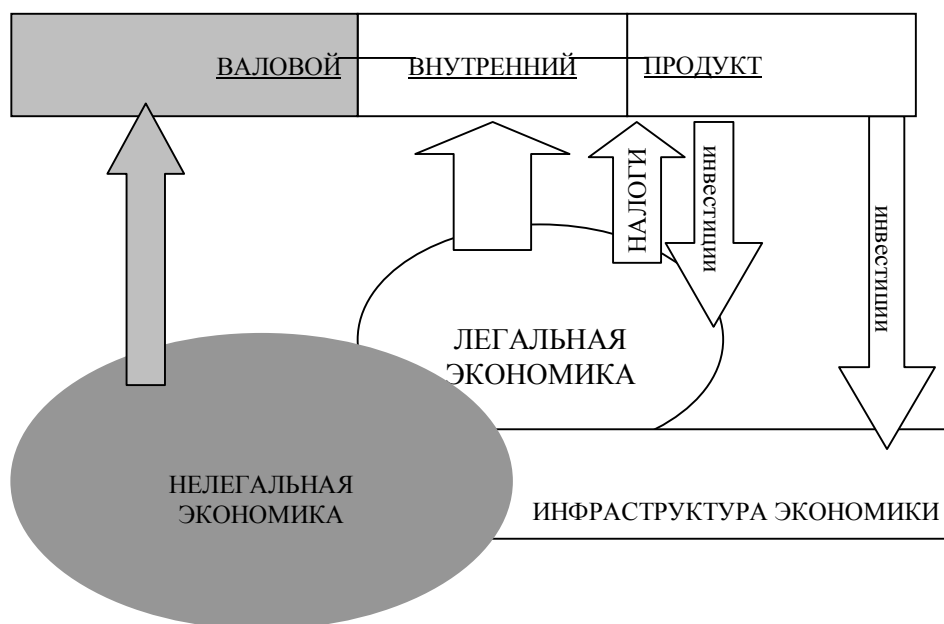 ВАЛОВОЙ ВНУТРЕННИЙ ПРОДУКТ
НАЛОГИ
инвестиции
инвестиции
ЛЕГАЛЬНАЯ
ЭКОНОМИКА
НЕЛЕГАЛЬНАЯ
ЭКОНОМИКА
ИНФРАСТРУКТУРА ЭКОНОМИКИ